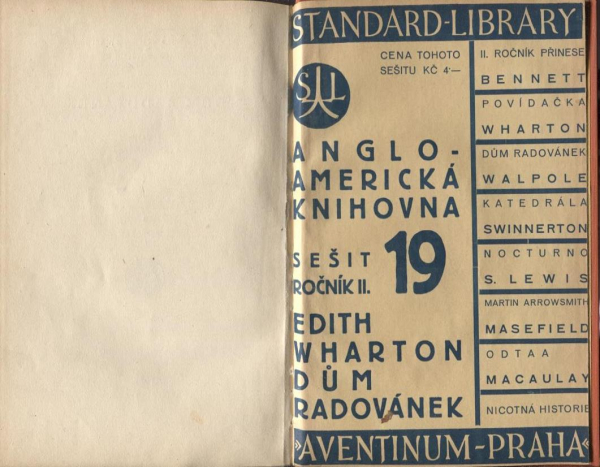 STANDARD-LIBRARY
CENA TOHOTO
SEŠITU KČ 4·—
SL
ANGLO-
AMERICKÁ
KNIHOVNA
SEŠIT 19
ROČNÍK II.
EDITH
WHARTON
DŮM
RADOVÁNEK
II. ROČNÍK PŘINESE
BENNETT
POVÍDAČKA
WHARTON
DŮM RADOVÁNEK
WALPOLE
KATEDRÁLA
SWINNERTON
NOCTURNO
S. LEWIS
MARTIN ARROWSMITH
MASEFIELD
ODTAA
MACAULAY
NICOTNÁ HISTORIE
»AVENTINUM-PRAHA«